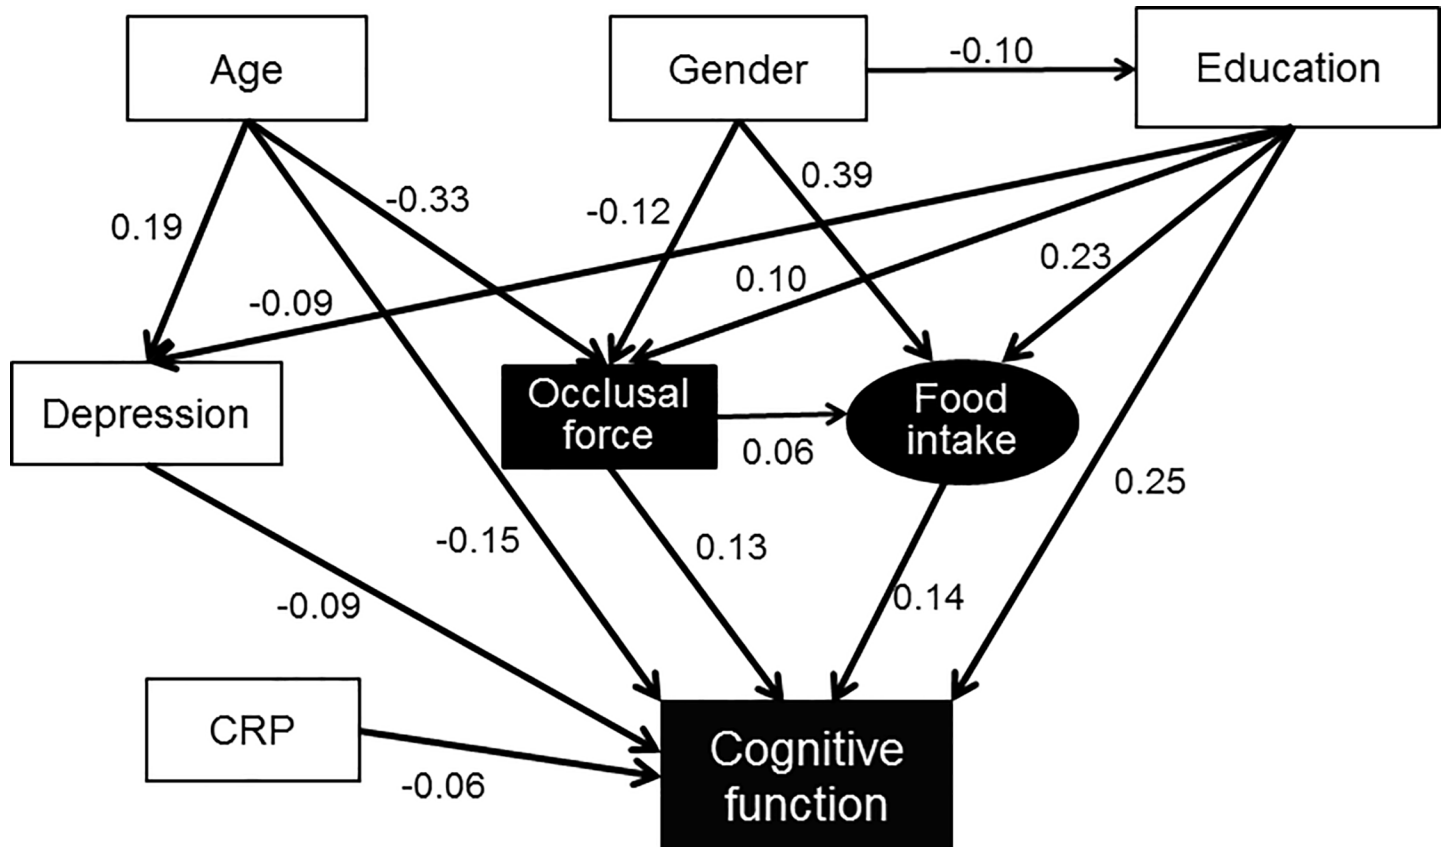 Age
Gender
-0.10
Education
0.19
-0.33
-0.12
0.39
-0.09
0.10
0.23
Depression
Occlusal
force
0.06
Food
intake
0.25
-0.15
0.13
0.14
-0.09
CRP
-0.06
Cognitive
function